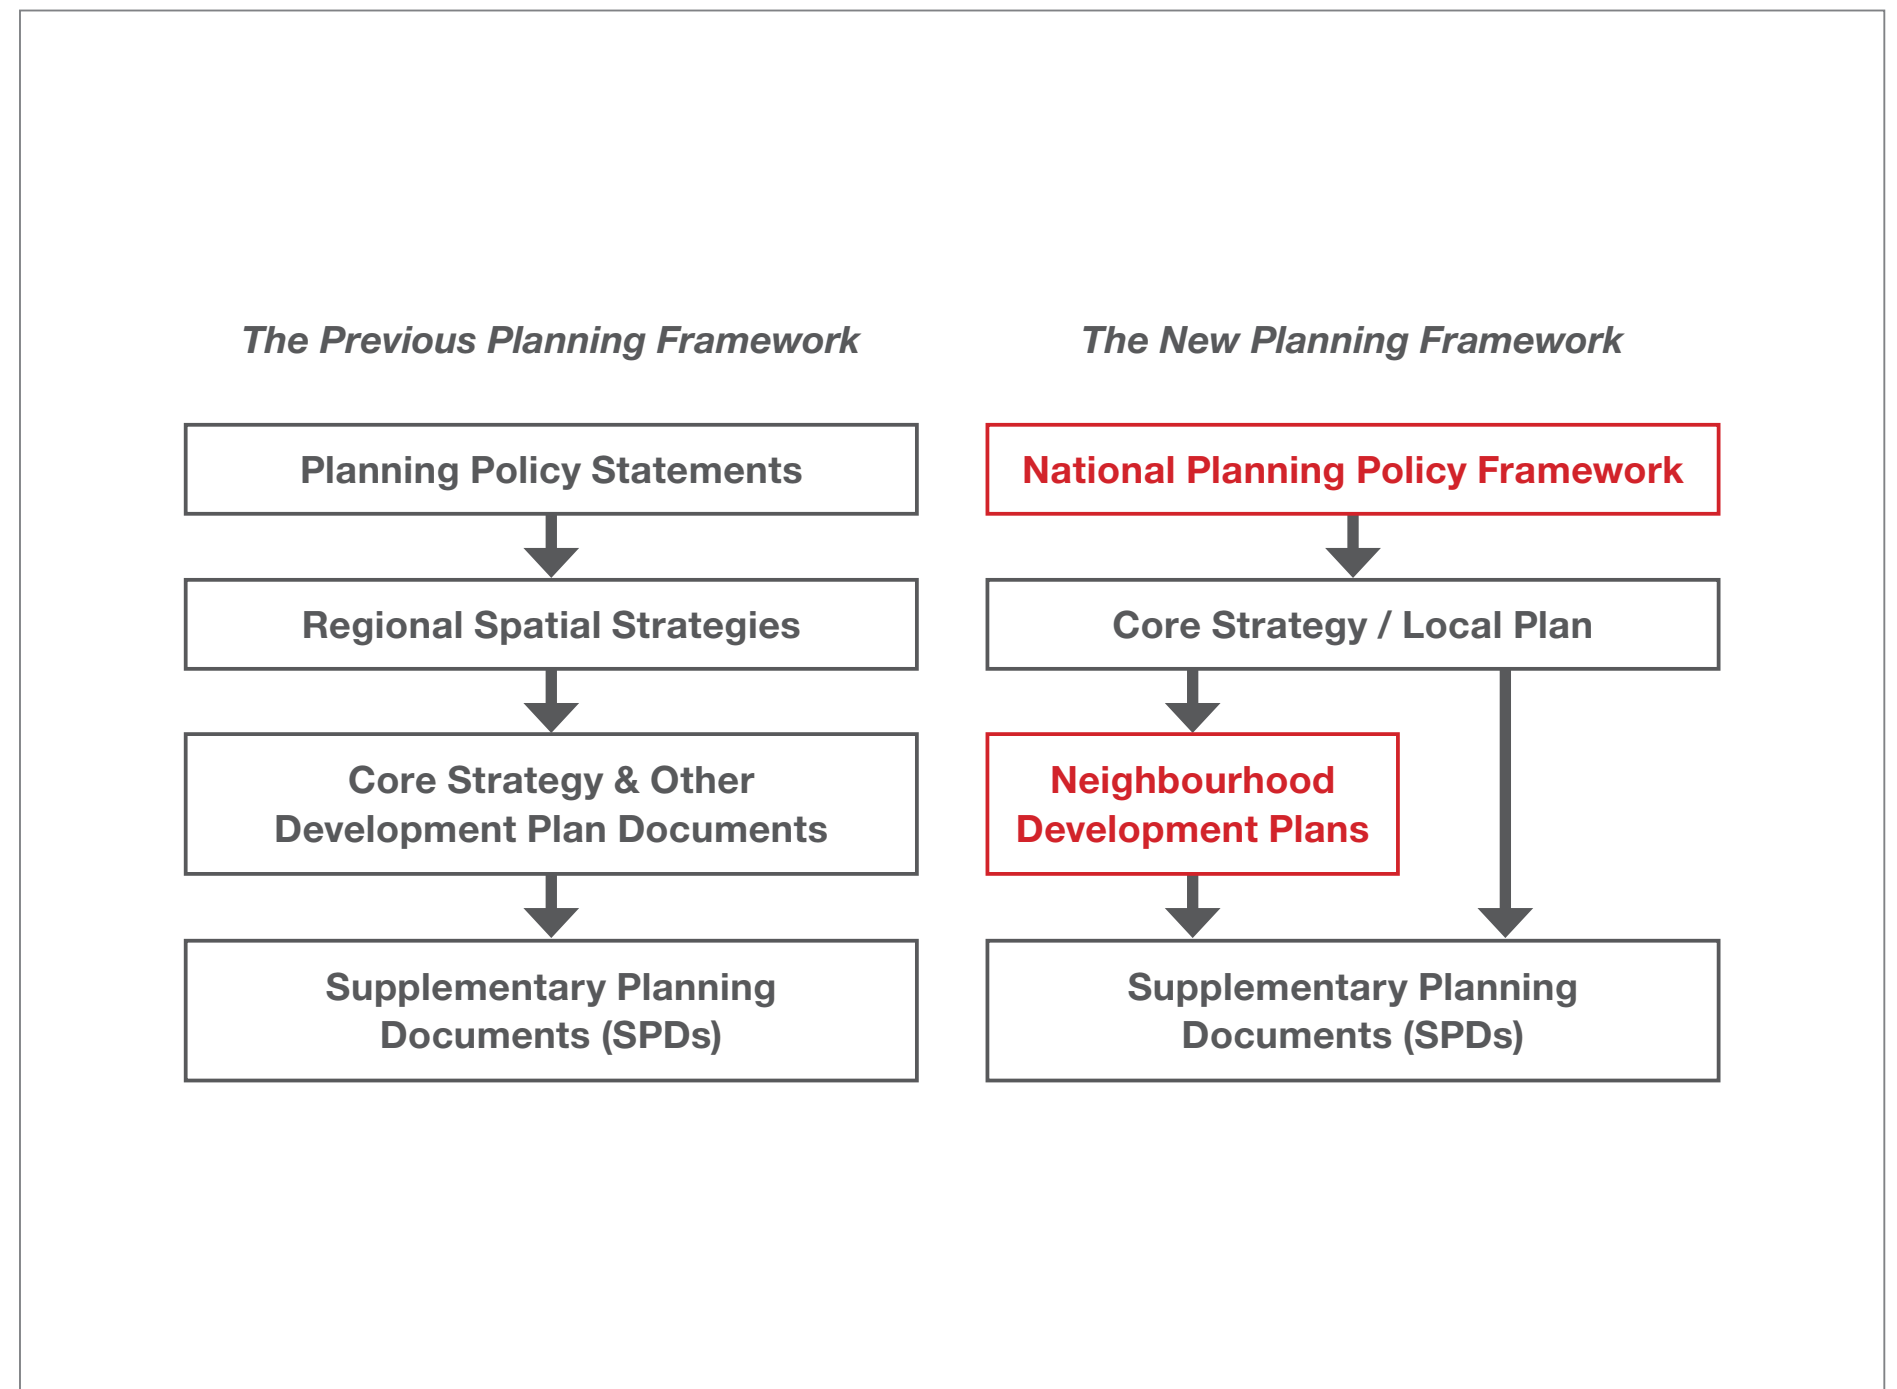 The Previous Planning Framework
Planning Policy Statements
Regional Spatial Strategies
Core Strategy & Other
Development Plan Documents
Supplementary Planning
Documents (SPDs)
The New Planning Framework
National Planning Policy Framework
Core Strategy / Local Plan
Neighbourhood
Development Plans
Supplementary Planning
Documents (SPDs)